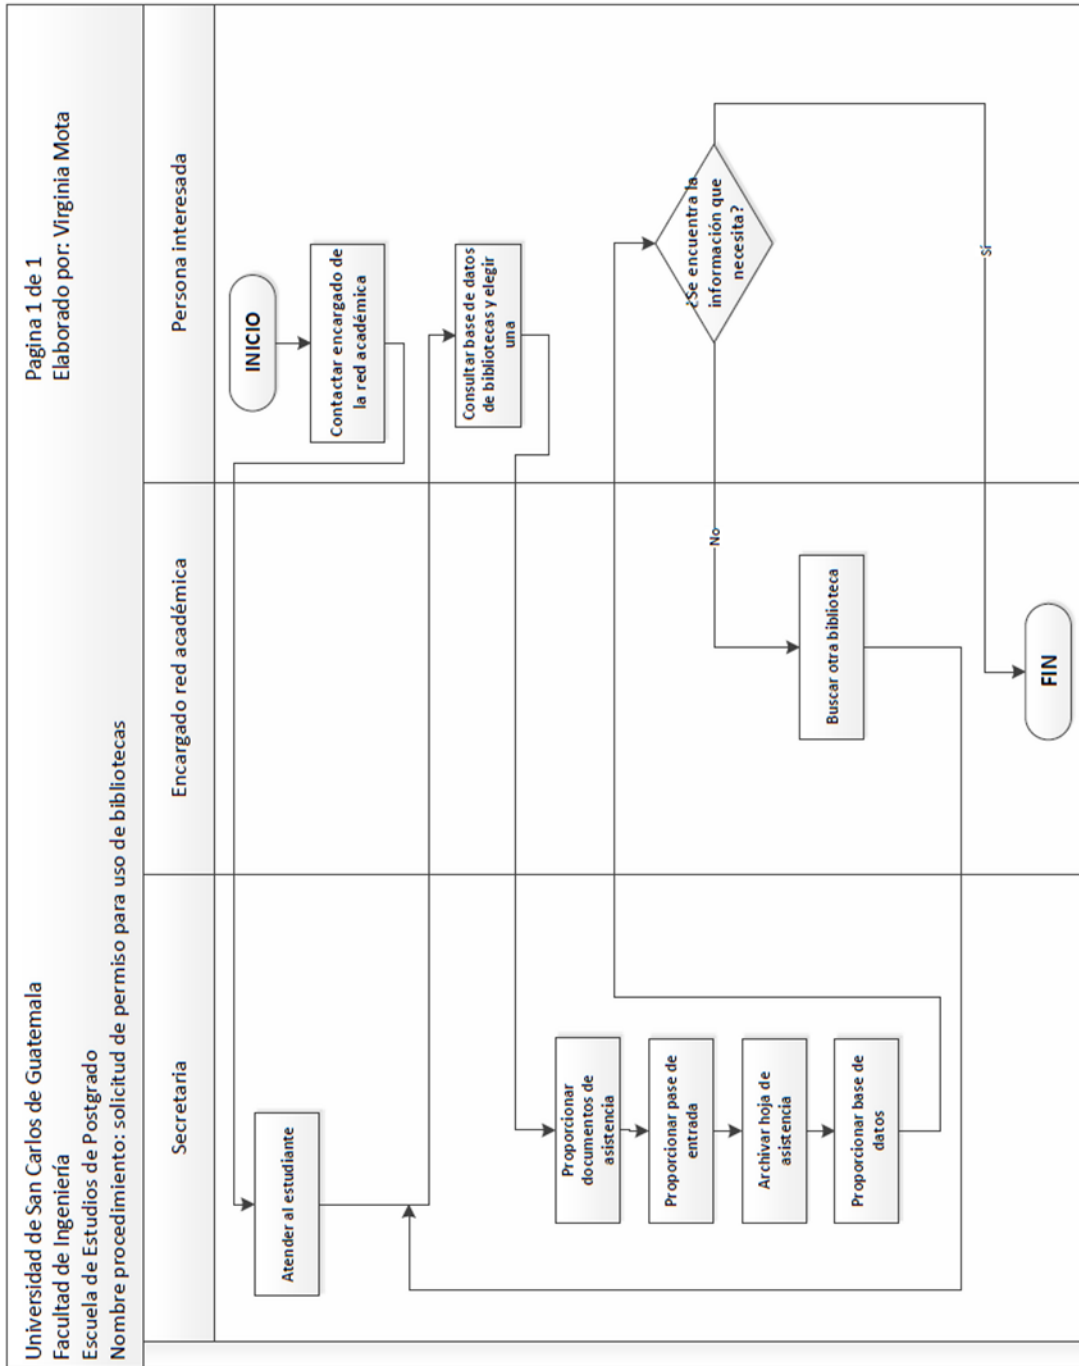 Universidad de San Carlos de Guatemala
Facultad de Ingeniería
Escuela de Estudios de Postgrado
Nombre procedimiento: solicitud de permiso para uso de bibliotecas
Pagina 1 de 1
Elaborado por: Virginia Mota
Secretaria
Encargado red académica
Persona interesada
INICIO
Contactar encargado de
la red académica
Atender al estudiante
Consultar base de datos
de bibliotecas y elegir
una
Proporcionar
documentos de
asistencia
Proporcionar pase de
entrada
Archivar hoja de
asistencia
Proporcionar base de
datos
¿Se encuentra la
información que
necesita?
No
Buscar otra biblioteca
Sí
FIN